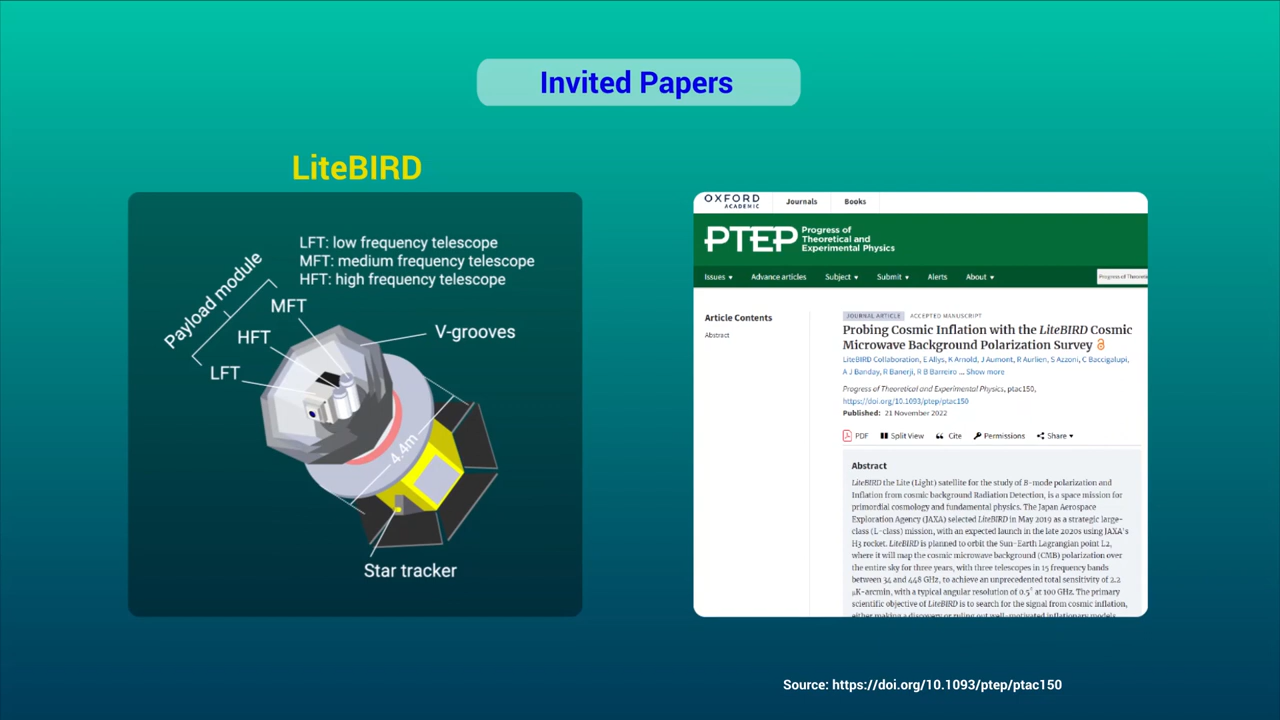 Invited Papers
LiteBIRD
LFT: low frequency telescope
MFT: medium frequency telescope
HFT: high frequency telescope
Payload module
MFT
HFT
LFT
V-grooves
4.4m
Star tracker
OXFORD
ACADEMIC
Journals
Books
PTEP
Progress of
Theoretical and
Experimental Physics
Issues
Advance articles
Subject
Submit
Alerts
About
Progress of
Article Contents
Abstract
JOURNAL ARTICLE ACCEPTED MANUSCRIPT
Probing Cosmic Inflation with the LiteBIRD Cosmic
Microwave Background Polarization Survey
LiteBIRD Collaboration, E Allys, K Arnold, J Aumont, R Aurlien, S Azzoni, C Baccigalupi,
A J Banday, R Banerji, R B Barreiro ... Show more
Progress of Theoretical and Experimental Physics, ptac150,
https://doi.org/10.1093/ptep/ptac150
Published: 21 November 2022
PDF
Split View
Cite
Permissions
Share
Abstract
LiteBIRD the Lite (Light) satellite for the study of B-mode polarization and
Inflation from cosmic background Radiation Detection, is a space mission for
primordial cosmology and fundamental physics. The Japan Aerospace
Exploration Agency (JAXA) selected LiteBIRD in May 2019 as a strategic large-
class (L-class) mission, with an expected launch in the late 2020s using JAXA's
H3 rocket. LiteBIRD is planned to orbit the Sun-Earth Lagrangian point L2,
where it will map the cosmic microwave background (CMB) polarization over
the entire sky for three years, with three telescopes in 15 frequency bands
between 34 and 448 GHz, to achieve an unprecedented total sensitivity of 2.2
μK-arcmin, with a typical angular resolution of 0.5° at 100 GHz. The primary
scientific objective of LiteBIRD is to search for the signal from cosmic inflation,
either making a discovery or ruling out well-motivated inflationary models
Source: https://doi.org/10.1093/ptep/ptac150